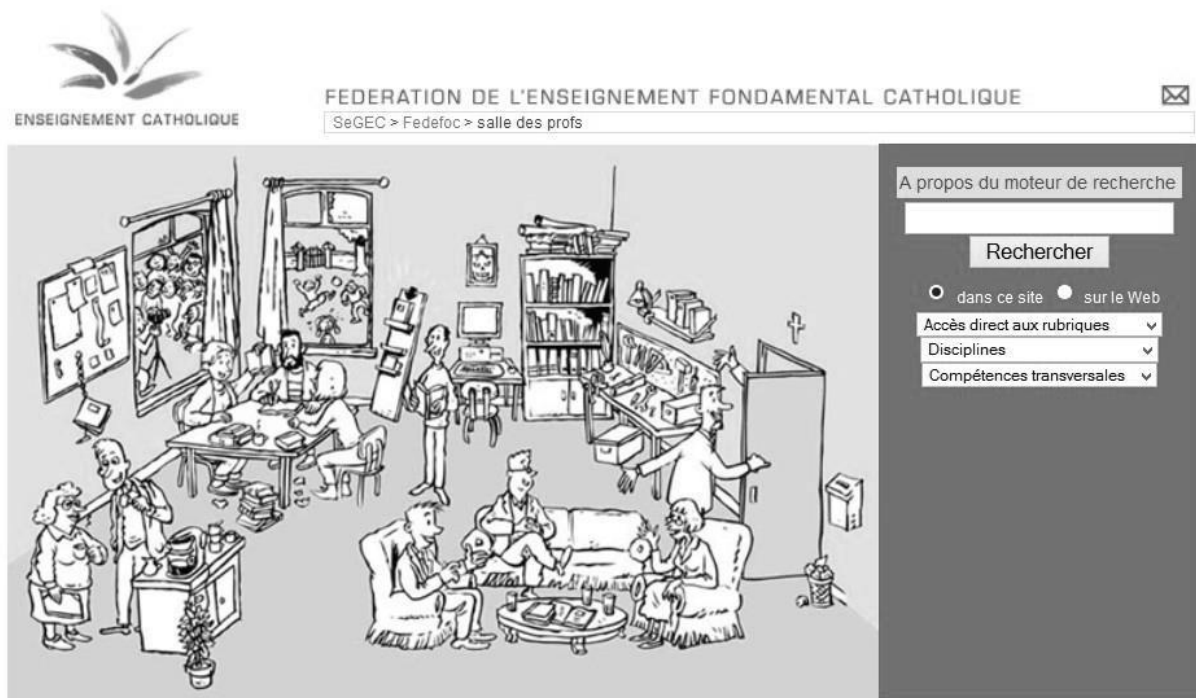 ENSEIGNEMENT CATHOLIQUE
FEDERATION DE L'ENSEIGNEMENT FONDAMENTAL CATHOLIQUE
SeGEC > Fedefoc > salle des profs
A propos du moteur de recherche
Rechercher
dans ce site sur le Web
Accès direct aux rubriques
Disciplines
Compétences transversales